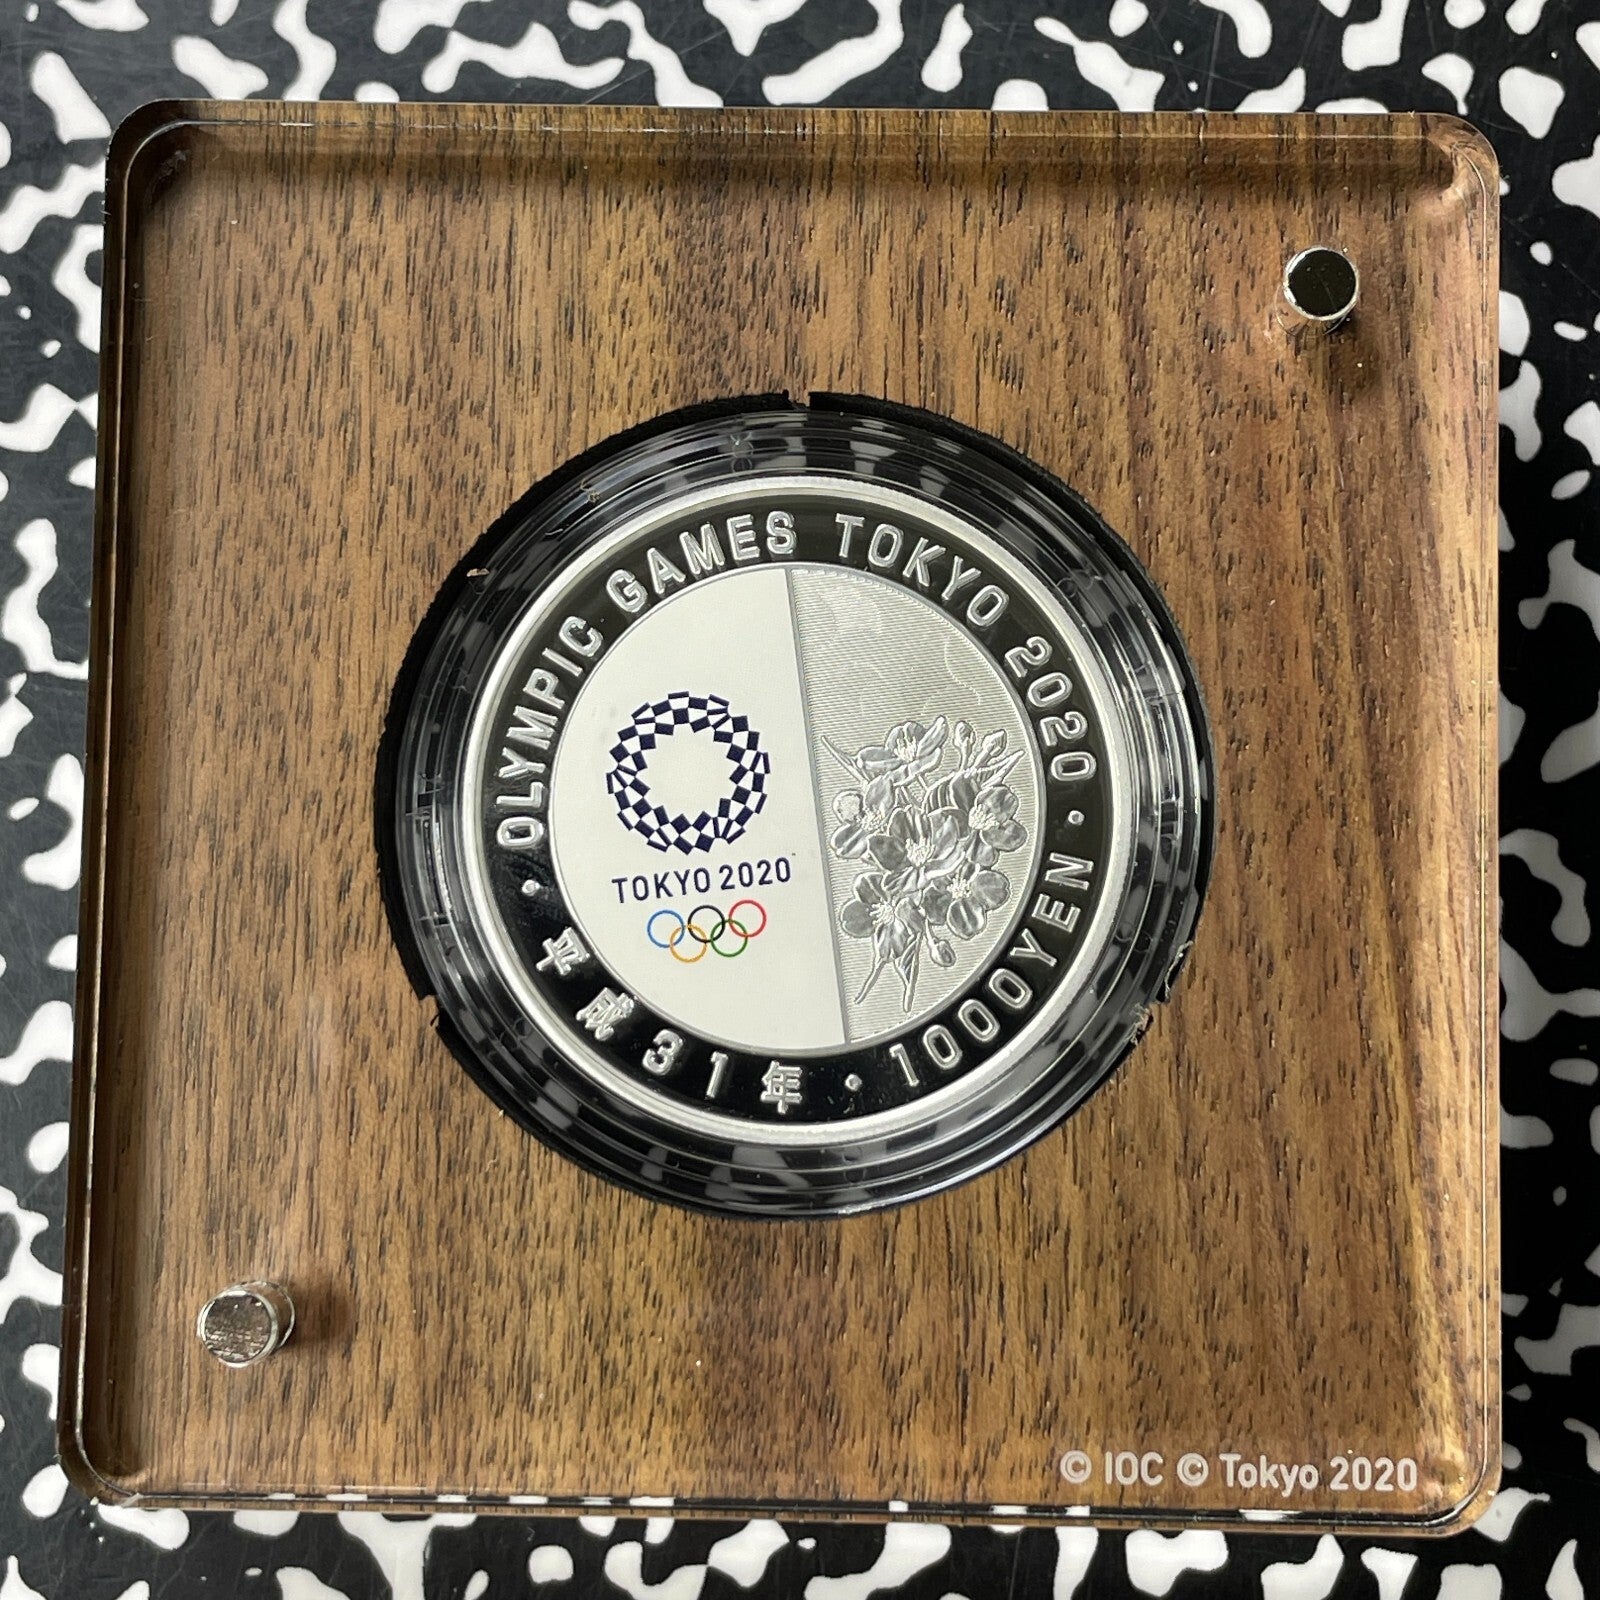 OLYMPIC GAMES TOKYO 2020
TOKYO 2020
平成31年
1000YEN
© IOC © Tokyo 2020